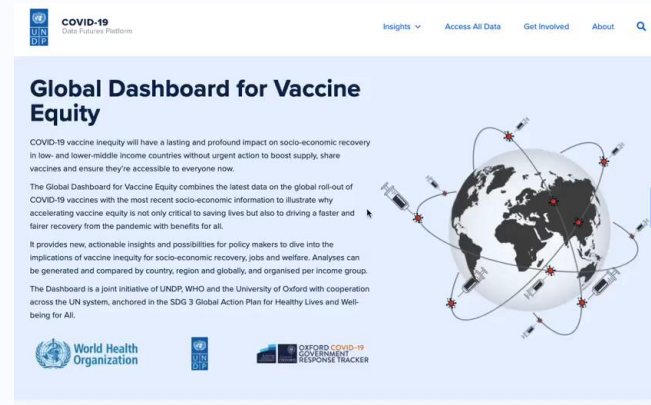 UN
DP
COVID-19
Data Futures Platform
Insights
Access All Data
Get Involved
About
Global Dashboard for Vaccine
Equity
COVID-19 vaccine inequity will have a lasting and profound impact on socio-economic recovery
in low- and lower-middle income countries without urgent action to boost supply, share
vaccines and ensure they're accessible to everyone now.
The Global Dashboard for Vaccine Equity combines the latest data on the global roll-out of
COVID-19 vaccines with the most recent socio-economic information to illustrate why
accelerating vaccine equity is not only critical to saving lives but also to driving a faster and
fairer recovery from the pandemic with benefits for all.
It provides new, actionable insights and possibilities for policy makers to dive into the
implications of vaccine inequity for socio-economic recovery, jobs and welfare. Analyses can
be generated and compared by country, region and globally, and organised per income group.
The Dashboard is a joint initiative of UNDP, WHO and the University of Oxford with cooperation
across the UN system, anchored in the SDG 3 Global Action Plan for Healthy Lives and Well-
being for All.
World Health
Organization
UN
DP
OXFORD COVID-19
GOVERNMENT
RESPONSE TRACKER